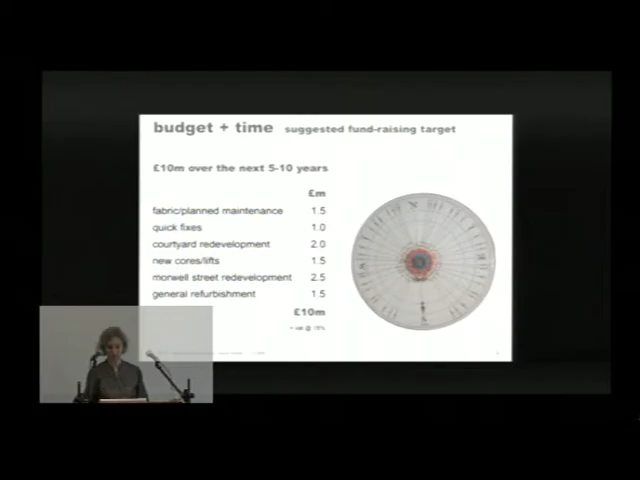 budget + time suggested fund-raising target
£10m over the next 5-10 years
£m
fabric/planned maintenance 1.5
quick fixes 1.0
courtyard redevelopment 2.0
new cores/lifts 1.5
morwell street redevelopment 2.5
general refurbishment 1.5
£10m